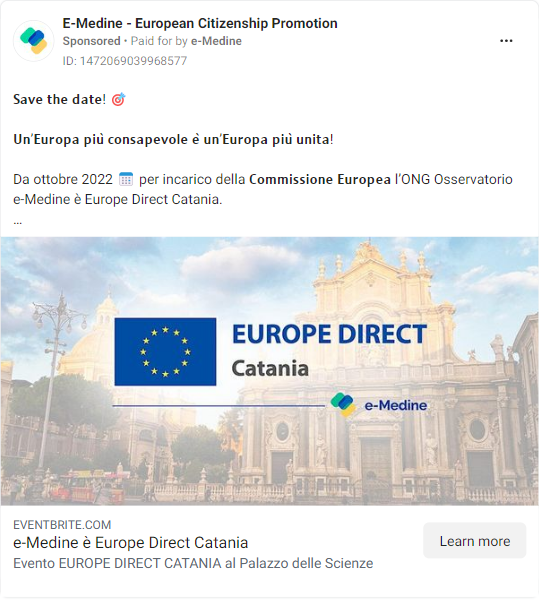 E-Medine - European Citizenship Promotion
Sponsored • Paid for by e-Medine
ID: 1472069039968577
Save the date! 🎯
Un'Europa più consapevole è un'Europa più unita!
Da ottobre 2022 📅 per incarico della Commissione Europea l'ONG Osservatorio
e-Medine è Europe Direct Catania.
...
EUROPE DIRECT
Catania
e-Medine
EVENTBRITE.COM
e-Medine è Europe Direct Catania
Learn more
Evento EUROPE DIRECT CATANIA al Palazzo delle Scienze